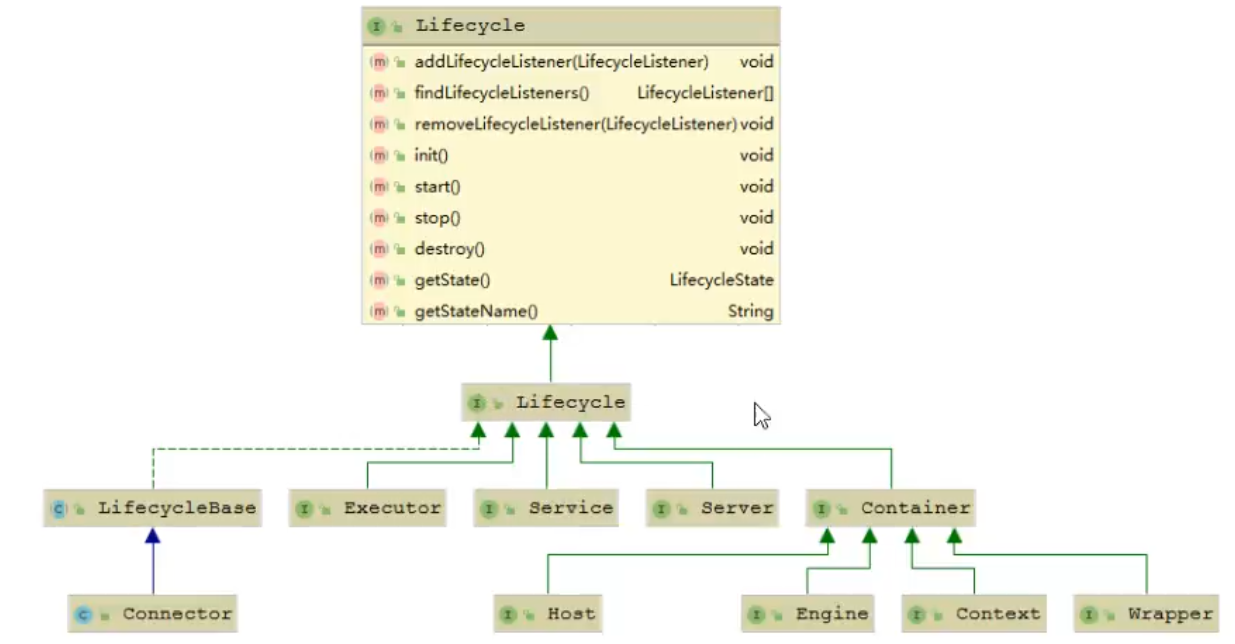 I Lifecycle
m addLifecycleListener(LifecycleListener) void
m findLifecycleListeners() LifecycleListener[]
m removeLifecycleListener(LifecycleListener) void
m init() void
m start() void
m stop() void
m destroy() void
m getState() LifecycleState
m getStateName() String
I Lifecycle
C LifecycleBase I Executor I Service I Server I Container
C Connector I Host I Engine I Context I Wrapper